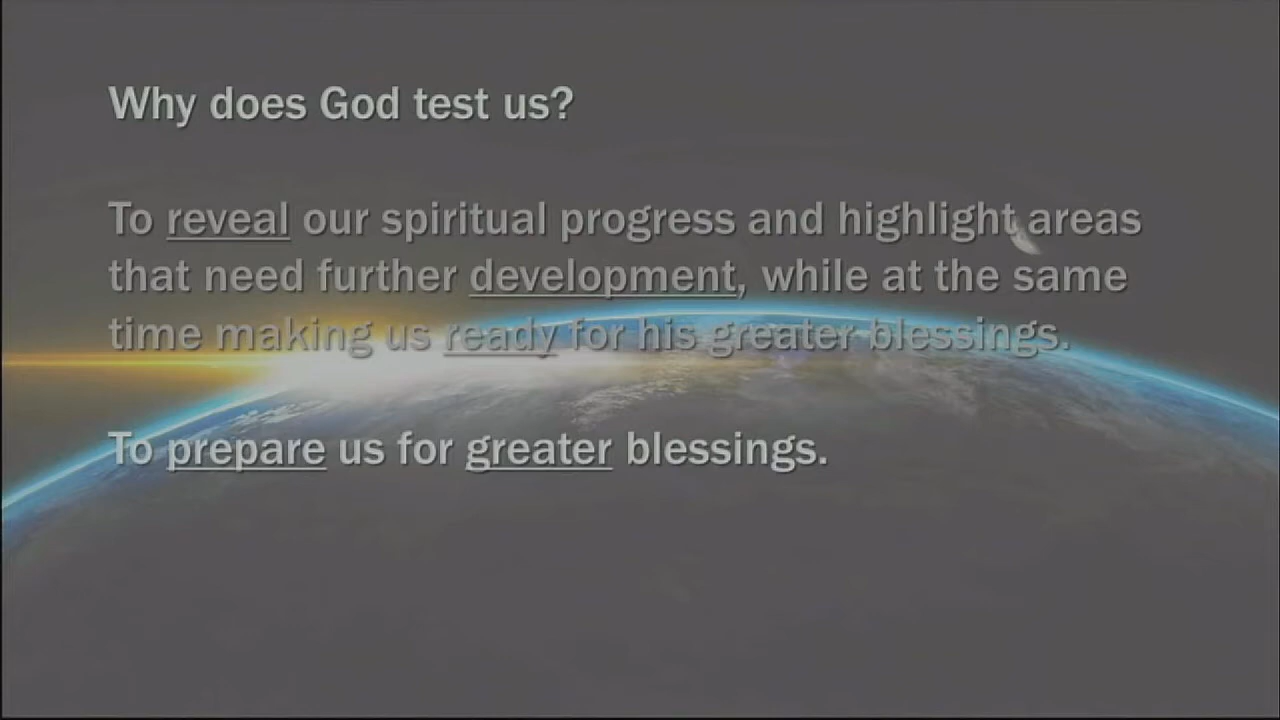 Why does God test us?
To reveal our spiritual progress and highlight areas
that need further development, while at the same
time making us ready for his greater blessings.
To prepare us for greater blessings.